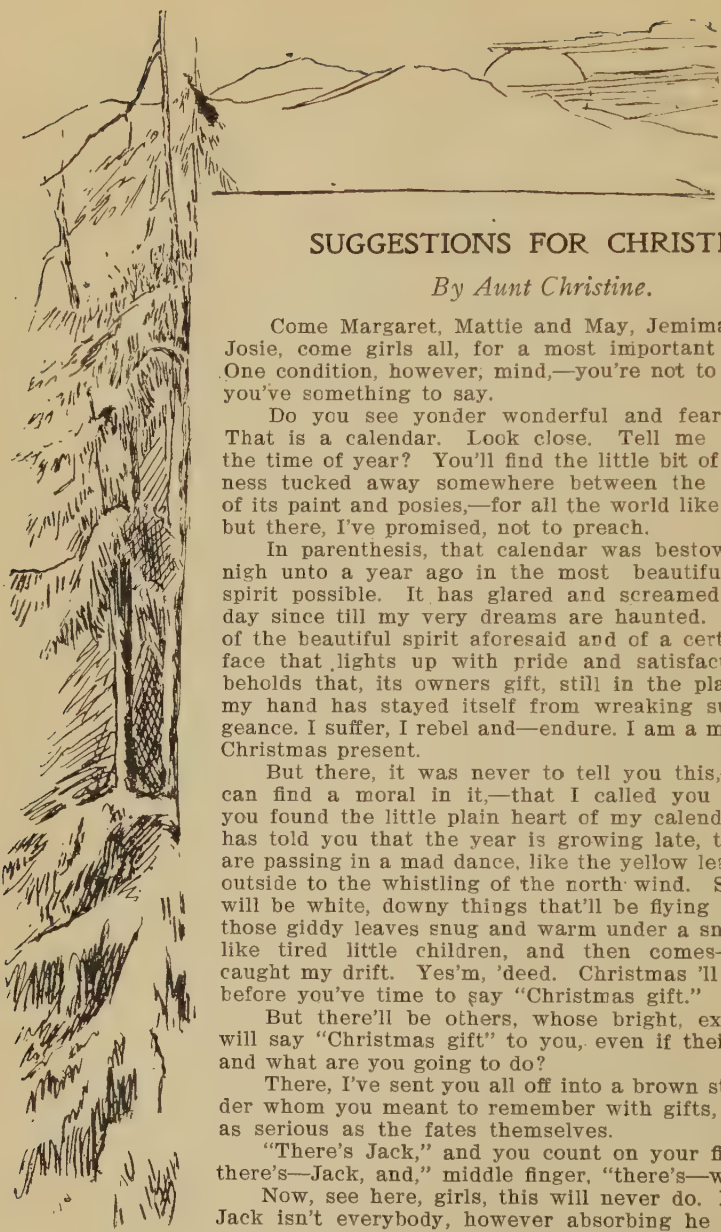 SUGGESTIONS FOR CHRISTI
By Aunt Christine.
Come Margaret, Mattie and May, Jemima
Josie, come girls all, for a most important
One condition, however, mind,—you're not to
you've something to say.
Do you see yonder wonderful and fear
That is a calendar. Look close. Tell me
the time of year? You'll find the little bit of
ness tucked away somewhere between the
of its paint and posies,—for all the world like
but there, I've promised, not to preach.
In parenthesis, that calendar was bestow
nigh unto a year ago in the most beautifu
spirit possible. It has glared and screamed
day since till my very dreams are haunted.
of the beautiful spirit aforesaid and of a cert
face that lights up with pride and satisfac
beholds that, its owners gift, still in the pla
my hand has stayed itself from wreaking su
geance. I suffer, I rebel and—endure. I am a m
Christmas present.
But there, it was never to tell you this,
can find a moral in it,—that I called you
you found the little plain heart of my calend
has told you that the year is growing late, t
are passing in a mad dance, like the yellow le
outside to the whistling of the north wind. S
will be white, downy things that'll be flying
those giddy leaves snug and warm under a sn
like tired little children, and then comes-
caught my drift. Yes'm, 'deed. Christmas 'll
before you've time to say "Christmas gift."
But there'll be others, whose bright, ex
will say "Christmas gift" to you, even if thei
and what are you going to do?
There, I've sent you all off into a brown st
der whom you meant to remember with gifts,
as serious as the fates themselves.
"There's Jack," and you count on your fi
there's—Jack, and," middle finger, "there's—w
Now, see here, girls, this will never do.
Jack isn't everybody, however absorbing he